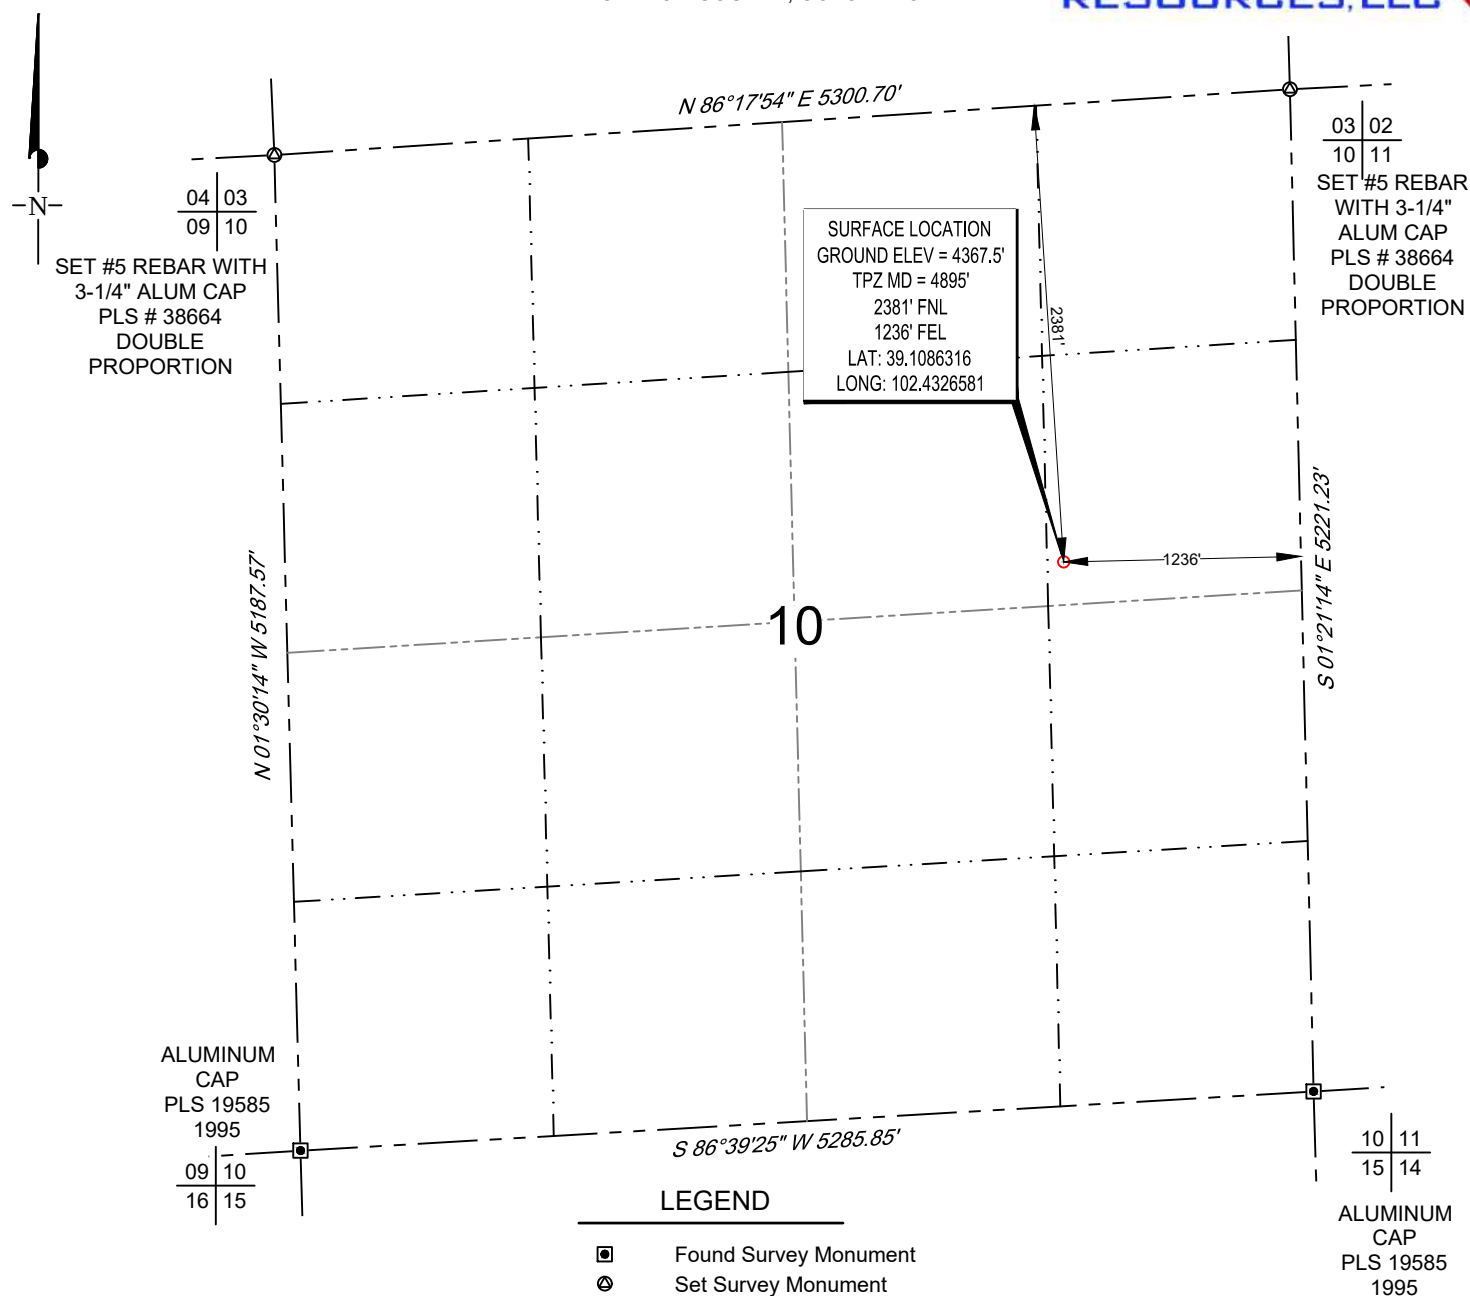 RESOURCES, LLC
N 86°17'54" E 5300.70'
-N-
04 03
09 10
SET #5 REBAR WITH
3-1/4" ALUM CAP
PLS # 38664
DOUBLE
PROPORTION
03 02
10 11
SET #5 REBAR
WITH 3-1/4"
ALUM CAP
PLS # 38664
DOUBLE
PROPORTION
SURFACE LOCATION
GROUND ELEV = 4367.5'
TPZ MD = 4895'
2381' FNL
1236' FEL
LAT: 39.1086316
LONG: 102.4326581
2381'
1236'
N 01°30'14" W 5187.57'
10
S 01°21'14" E 5221.23'
ALUMINUM
CAP
PLS 19585
1995
09 10
16 15
S 86°39'25" W 5285.85'
10 11
15 14
ALUMINUM
CAP
PLS 19585
1995
LEGEND
Found Survey Monument
Set Survey Monument